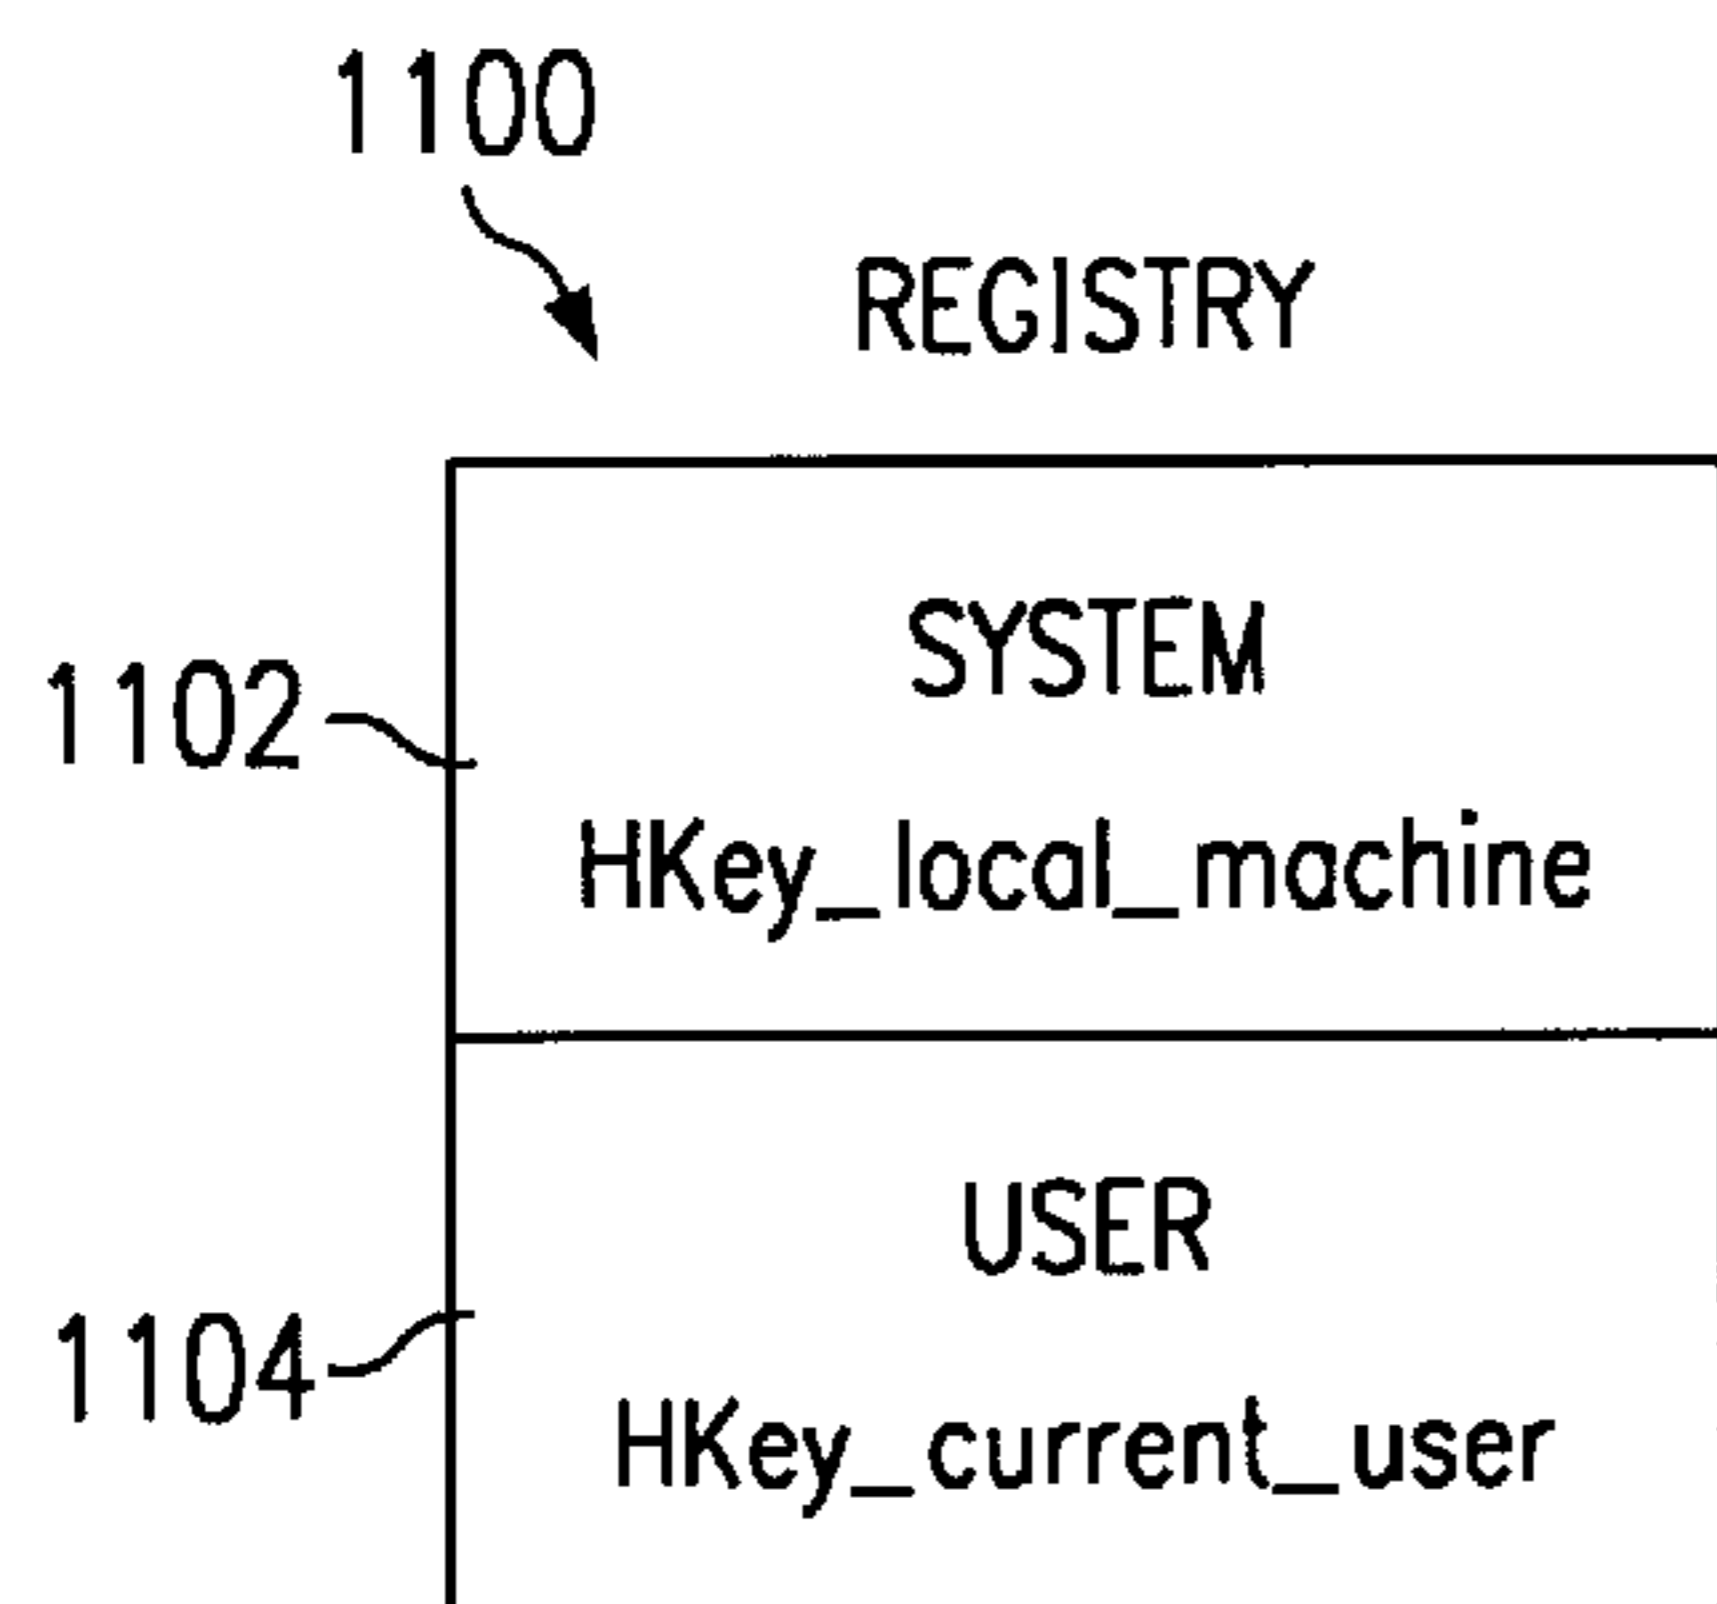 1100
REGISTRY
SYSTEM
1102
HKey_local_machine
USER
1104
HKey_current_user